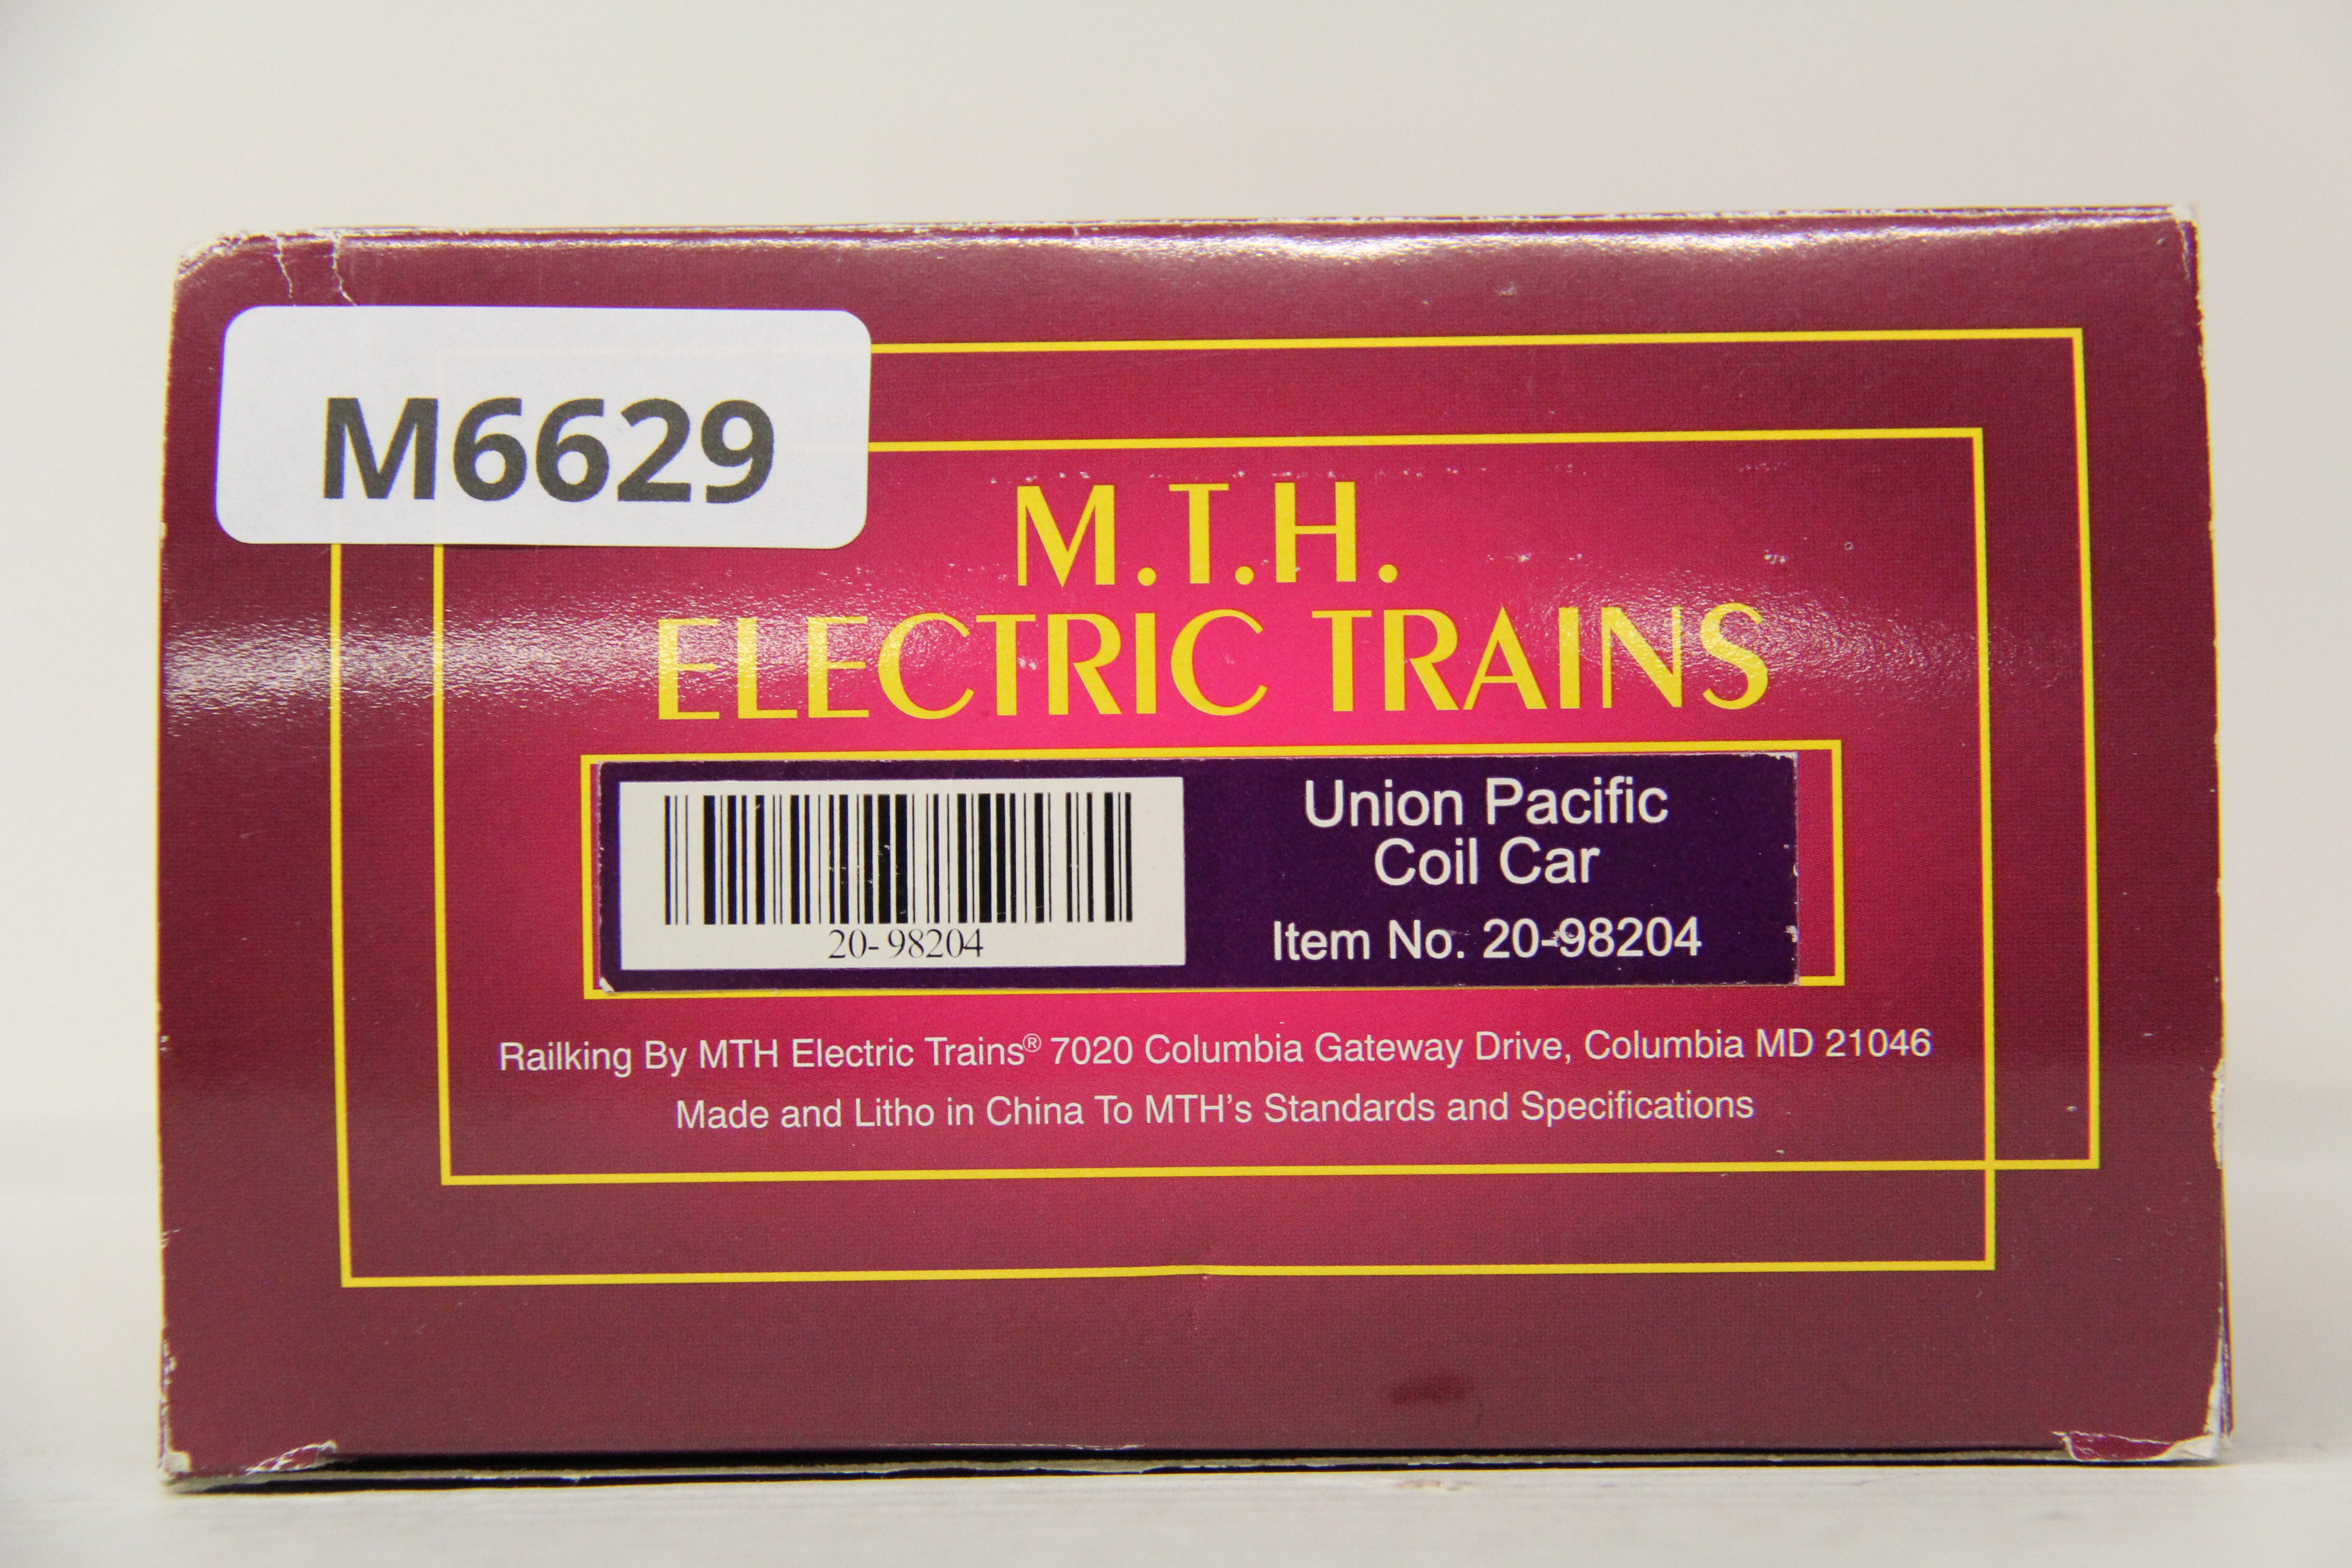 M6629
M.T.H.
ELECTRIC TRAINS
20-98204
Union Pacific
Coil Car
Item No. 20-98204
Railking By MTH Electric Trains® 7020 Columbia Gateway Drive, Columbia MD 21046
Made and Litho in China To MTH's Standards and Specifications